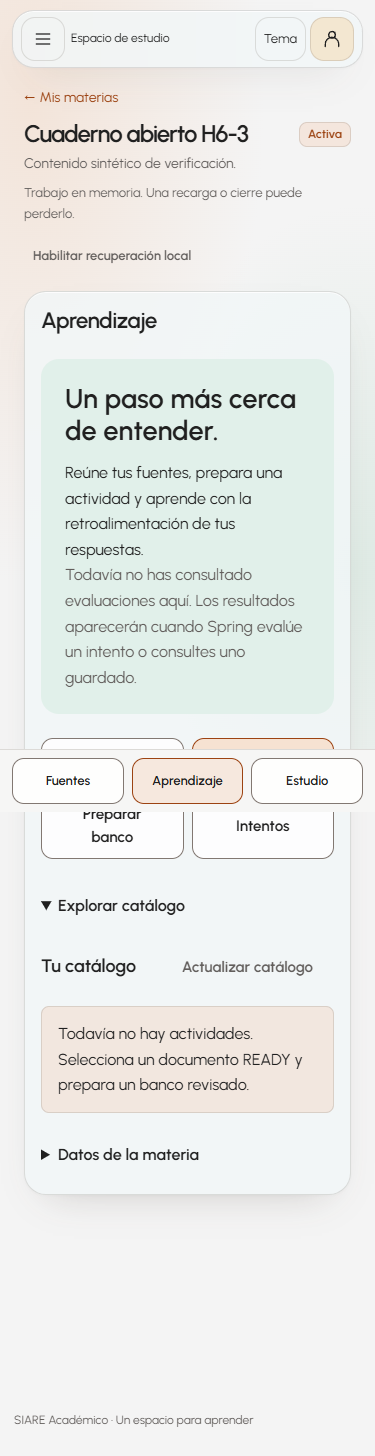 Espacio de estudio
Tema
← Mis materias
Cuaderno abierto H6-3
Activa
Contenido sintético de verificación.
Trabajo en memoria. Una recarga o cierre puede
perderlo.
Habilitar recuperación local
Aprendizaje
Un paso más cerca
de entender.
Reúne tus fuentes, prepara una
actividad y aprende con la
retroalimentación de tus
respuestas.
Todavía no has consultado
evaluaciones aquí. Los resultados
aparecerán cuando Spring evalúe
un intento o consultes uno
guardado.
Fuentes
Aprendizaje
Estudio
Preparar
banco
Intentos
▼ Explorar catálogo
Tu catálogo
Actualizar catálogo
Todavía no hay actividades.
Selecciona un documento READY y
prepara un banco revisado.
▶ Datos de la materia
SIARE Académico · Un espacio para aprender